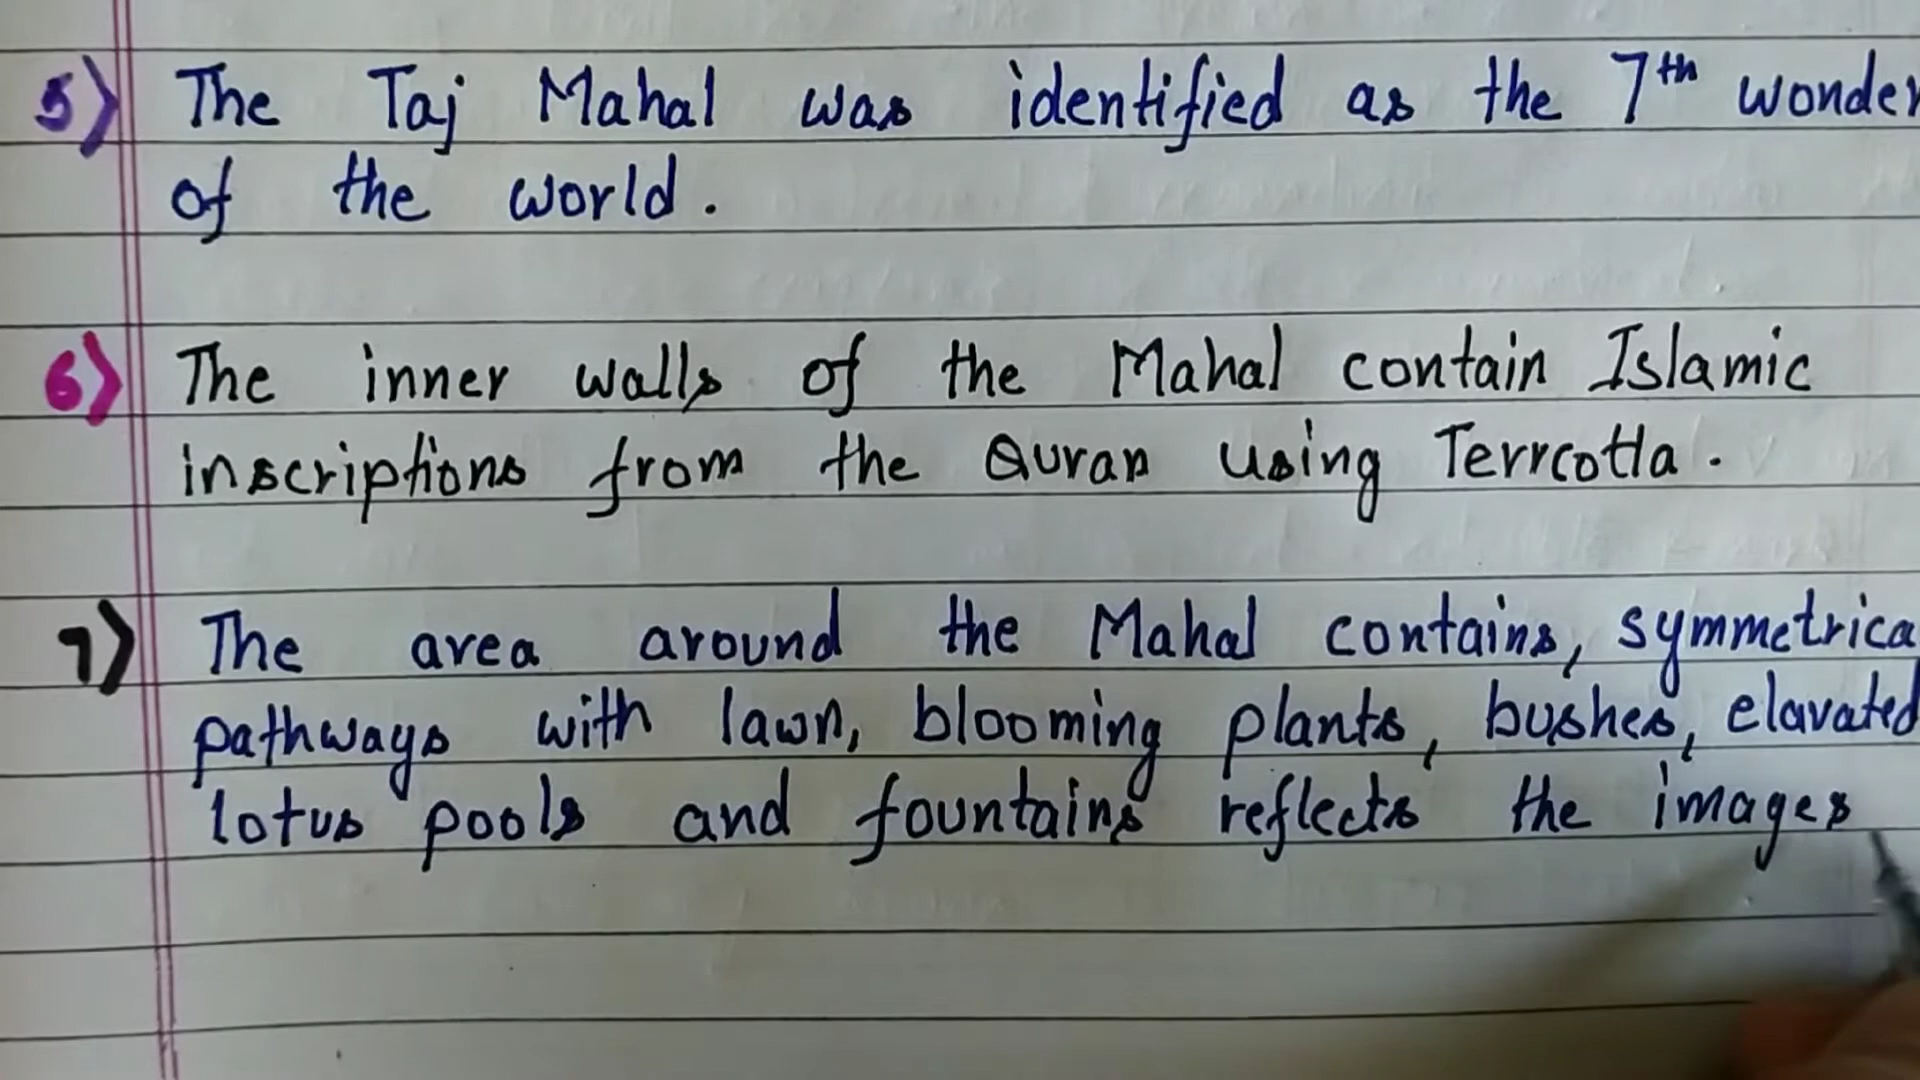 5) The Taj Mahal was identified as the 7th wonder
of the world.
6) The inner walls of the Mahal contain Islamic
inscriptions from the Quran using Terrcotta.
7) The area around the Mahal contains, symmetrica
pathways with lawn, blooming plants, bushes, elavated
lotus pools and fountains reflects the images